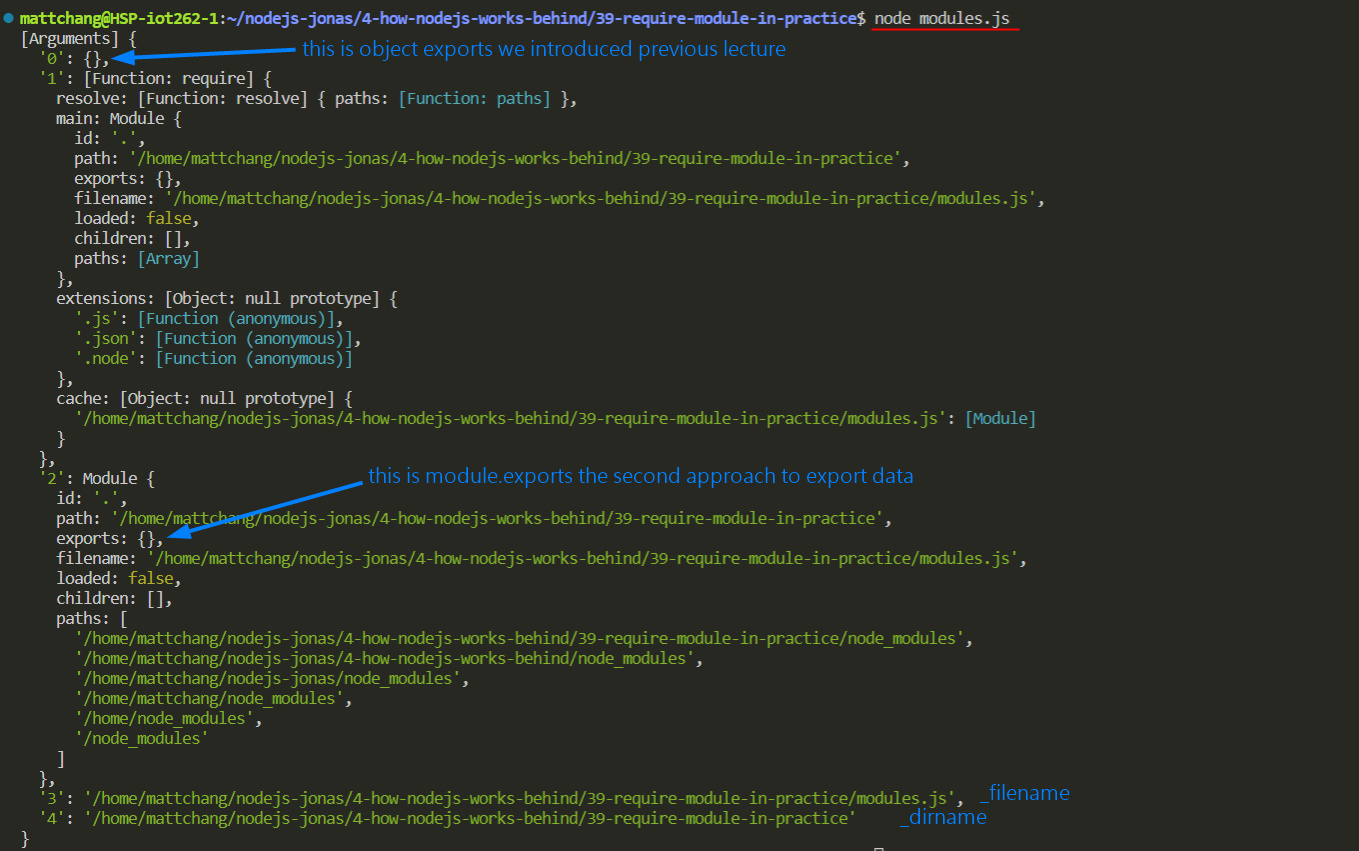 mattchang@HSP-iot262-1:~/nodejs-jonas/4-how-nodejs-works-behind/39-require-module-in-practice$ node modules.js
[Arguments] {
  '0': {}, this is object exports we introduced previous lecture
  '1': [Function: require] {
    resolve: [Function: resolve] { paths: [Function: paths] },
    main: Module {
      id: '.',
      path: '/home/mattchang/nodejs-jonas/4-how-nodejs-works-behind/39-require-module-in-practice',
      exports: {},
      filename: '/home/mattchang/nodejs-jonas/4-how-nodejs-works-behind/39-require-module-in-practice/modules.js',
      loaded: false,
      children: [],
      paths: [Array]
    },
    extensions: [Object: null prototype] {
      '.js': [Function (anonymous)],
      '.json': [Function (anonymous)],
      '.node': [Function (anonymous)]
    },
    cache: [Object: null prototype] {
      '/home/mattchang/nodejs-jonas/4-how-nodejs-works-behind/39-require-module-in-practice/modules.js': [Module]
    }
  },
  '2': Module { this is module.exports the second approach to export data
    id: '.',
    path: '/home/mattchang/nodejs-jonas/4-how-nodejs-works-behind/39-require-module-in-practice',
    exports: {},
    filename: '/home/mattchang/nodejs-jonas/4-how-nodejs-works-behind/39-require-module-in-practice/modules.js',
    loaded: false,
    children: [],
    paths: [
      '/home/mattchang/nodejs-jonas/4-how-nodejs-works-behind/39-require-module-in-practice/node_modules',
      '/home/mattchang/nodejs-jonas/4-how-nodejs-works-behind/node_modules',
      '/home/mattchang/nodejs-jonas/node_modules',
      '/home/mattchang/node_modules',
      '/home/node_modules',
      '/node_modules'
    ]
  },
  '3': '/home/mattchang/nodejs-jonas/4-how-nodejs-works-behind/39-require-module-in-practice/modules.js', _filename
  '4': '/home/mattchang/nodejs-jonas/4-how-nodejs-works-behind/39-require-module-in-practice' _dirname
}